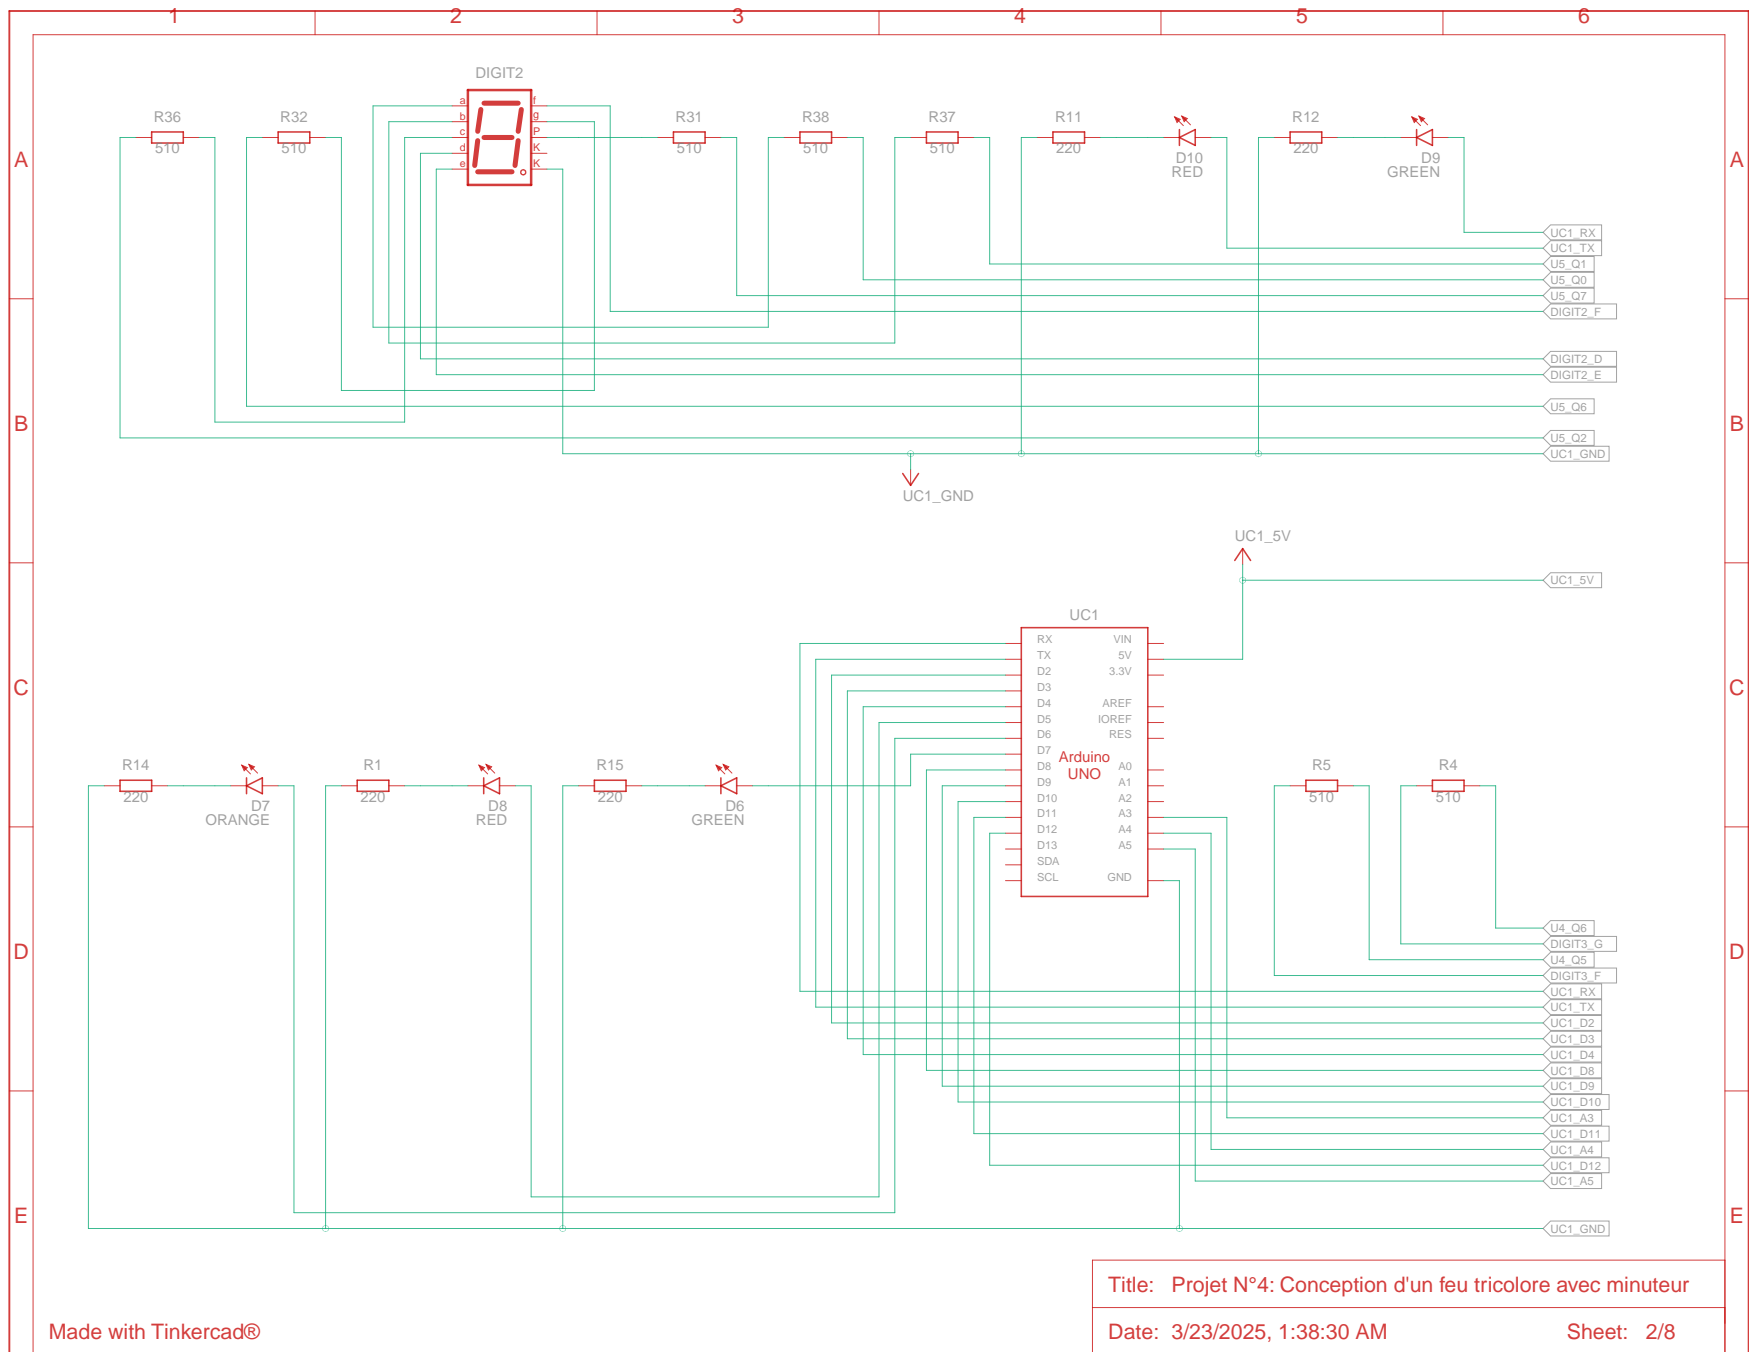 1 2 3 4 5 6
DIGIT2
A A
R36 510
R32 510
a f
b g
c P
d K
e K
R31 510
R38 510
R37 510
R11 220
D10 RED
R12 220
D9 GREEN
UC1_RX
UC1_TX
U5_Q1
U5_Q0
U5_Q7
DIGIT2_F
DIGIT2_D
DIGIT2_E
B B
U5_Q6
U5_Q2
UC1_GND
UC1_GND
UC1_5V
UC1_5V
UC1
RX VIN
TX 5V
D2 3.3V
D3
D4 AREF
D5 IOREF
D6 RES
D7
Arduino
UNO
D8 A0
D9 A1
D10 A2
D11 A3
D12 A4
D13 A5
SDA
SCL GND
C C
R14 220
D7 ORANGE
R1 220
D8 RED
R15 220
D6 GREEN
R5 510
R4 510
D D
U4_Q6
DIGIT3_G
U4_Q5
DIGIT3_F
UC1_RX
UC1_TX
UC1_D2
UC1_D3
UC1_D4
UC1_D8
UC1_D9
UC1_D10
UC1_A3
UC1_D11
UC1_A4
UC1_D12
UC1_A5
E E
UC1_GND
Title: Projet N°4: Conception d'un feu tricolore avec minuteur
Made with Tinkercad®
Date: 3/23/2025, 1:38:30 AM Sheet: 2/8